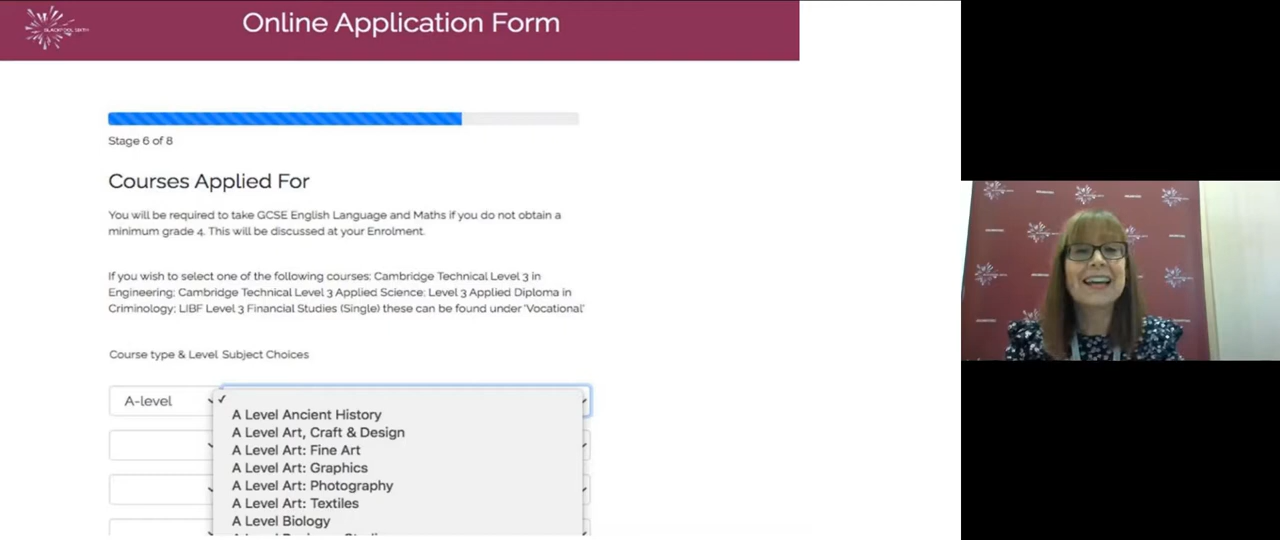 BLACKPOOL SIXTH
Online Application Form
Stage 6 of 8
Courses Applied For
You will be required to take GCSE English Language and Maths if you do not obtain a
minimum grade 4. This will be discussed at your Enrolment.
If you wish to select one of the following courses: Cambridge Technical Level 3 in
Engineering; Cambridge Technical Level 3 Applied Science; Level 3 Applied Diploma in
Criminology; LIBF Level 3 Financial Studies (Single) these can be found under 'Vocational'
Course type & Level Subject Choices
A-level
A Level Ancient History
A Level Art, Craft & Design
A Level Art: Fine Art
A Level Art: Graphics
A Level Art: Photography
A Level Art: Textiles
A Level Biology